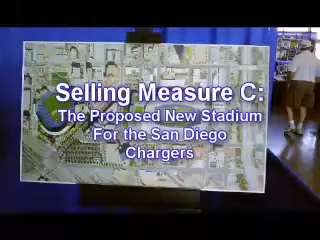 Selling Measure C:
The Proposed New Stadium
For the San Diego
Chargers